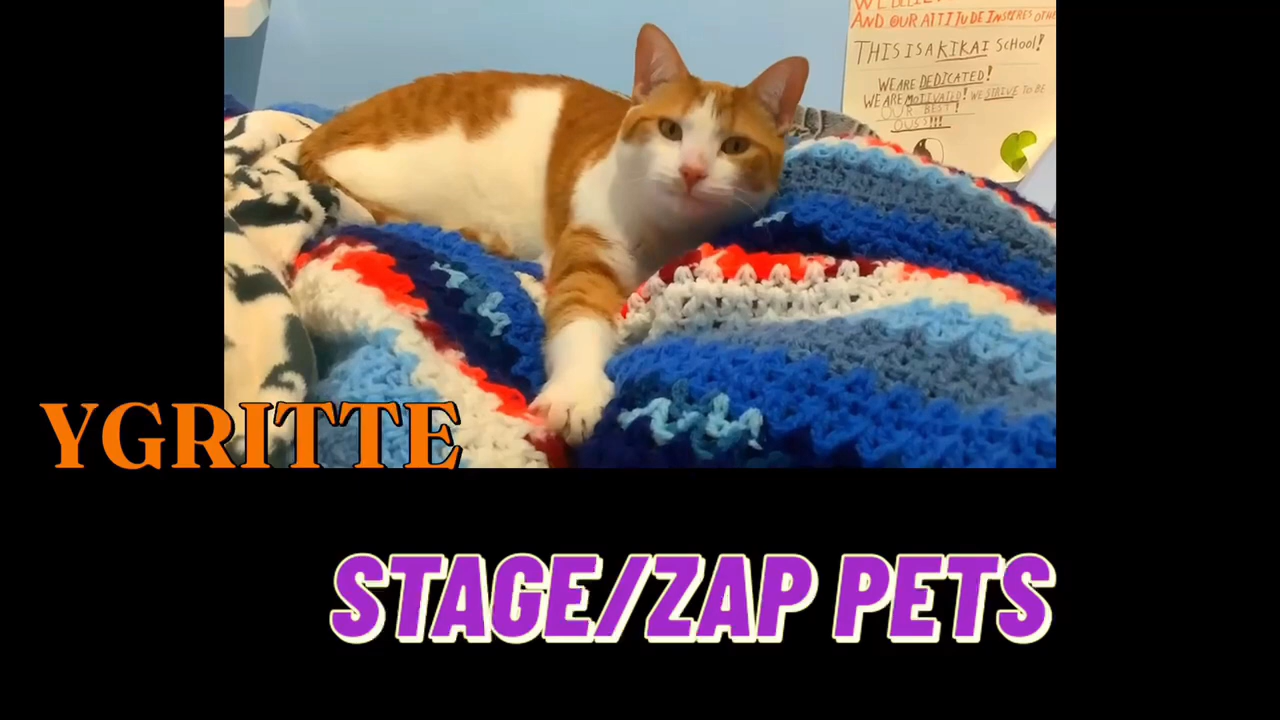 AND OUR ATTITUDE INSPIRES
THIS IS A KIKAI SCHOOL!
WE ARE DEDICATED!
WE ARE MOTIVATED! WE STRIVE TO BE
OUR BEST!
YGRITTE
STAGE/ZAP PETS